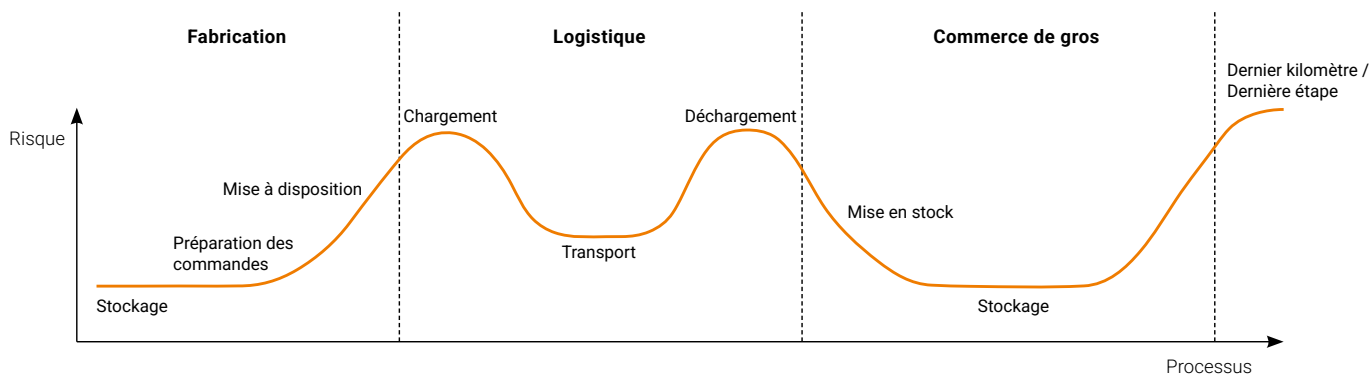 Fabrication
Logistique
Commerce de gros
Dernier kilomètre /
Dernière étape
Risque
Chargement
Déchargement
Mise à disposition
Mise en stock
Préparation des
commandes
Transport
Stockage
Stockage
Processus